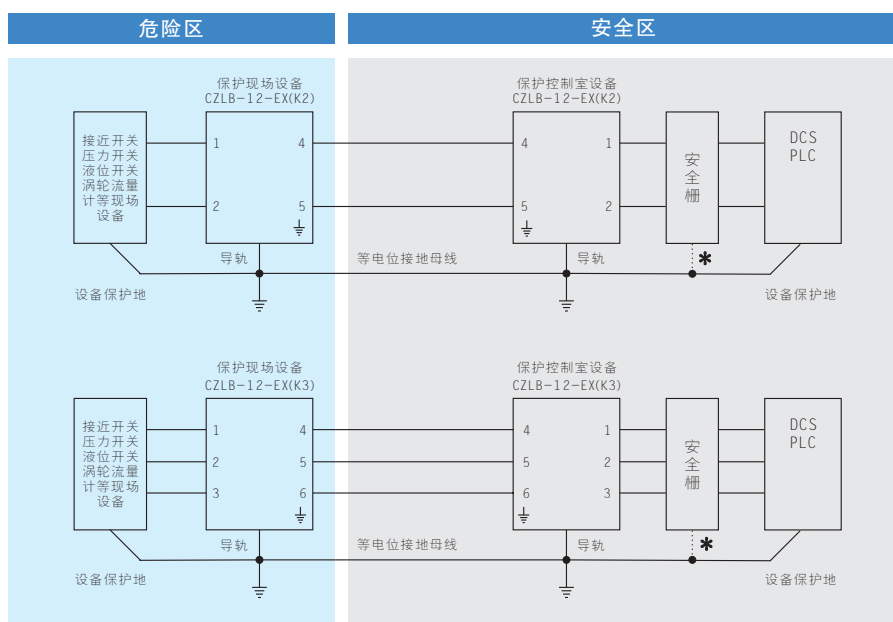 危险区
安全区
保护现场设备
CZLB-12-EX(K2)
保护控制室设备
CZLB-12-EX(K2)
接近开关
压力开关
液位开关
涡轮流量
计等现场
设备
1
4
2
5
4
1
5
2
安
全
栅
DCS
PLC
导轨
等电位接地母线
导轨
*
设备保护地
设备保护地
保护现场设备
CZLB-12-EX(K3)
保护控制室设备
CZLB-12-EX(K3)
接近开关
压力开关
液位开关
涡轮流量
计等现场
设备
1
4
2
5
3
6
4
1
5
2
6
3
安
全
栅
DCS
PLC
导轨
等电位接地母线
导轨
*
设备保护地
设备保护地